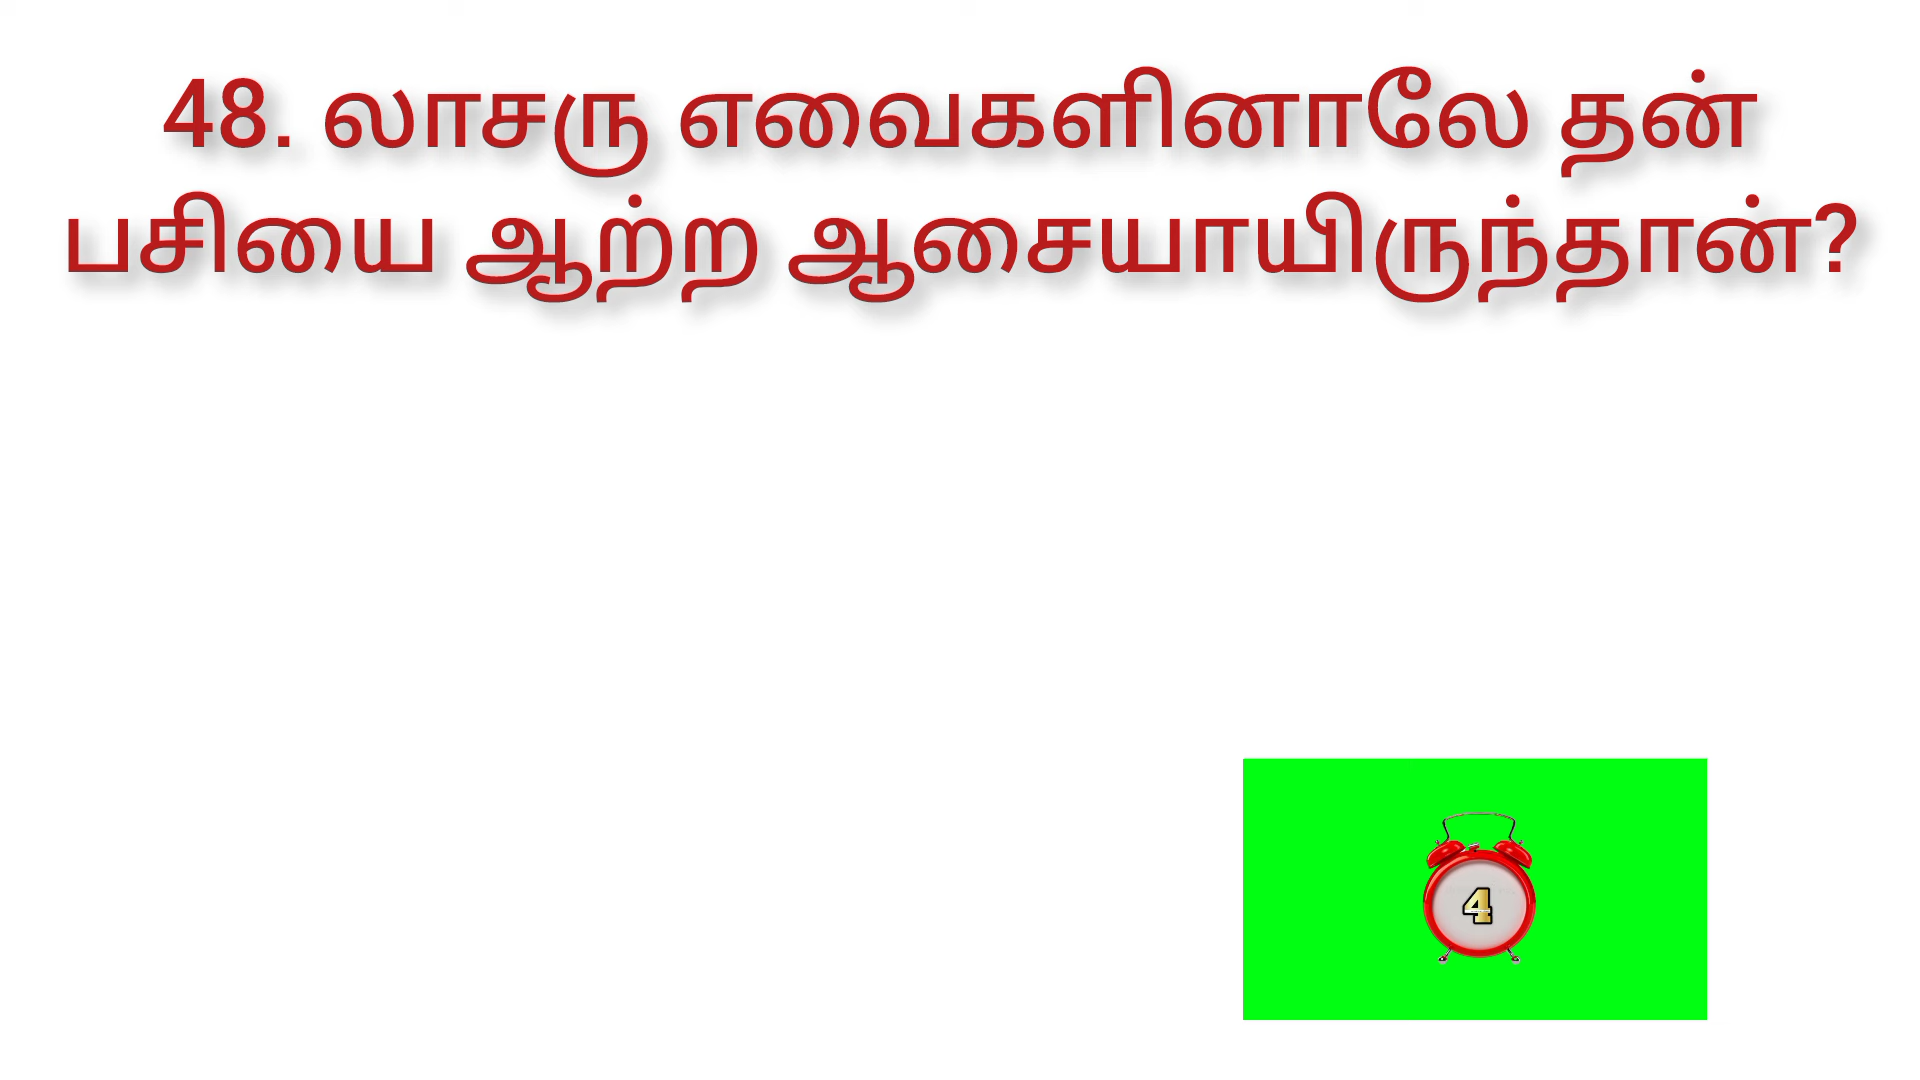 48. லாசரு எவைகளினாலே தன்
பசியை ஆற்ற ஆசையாயிருந்தான்?
4